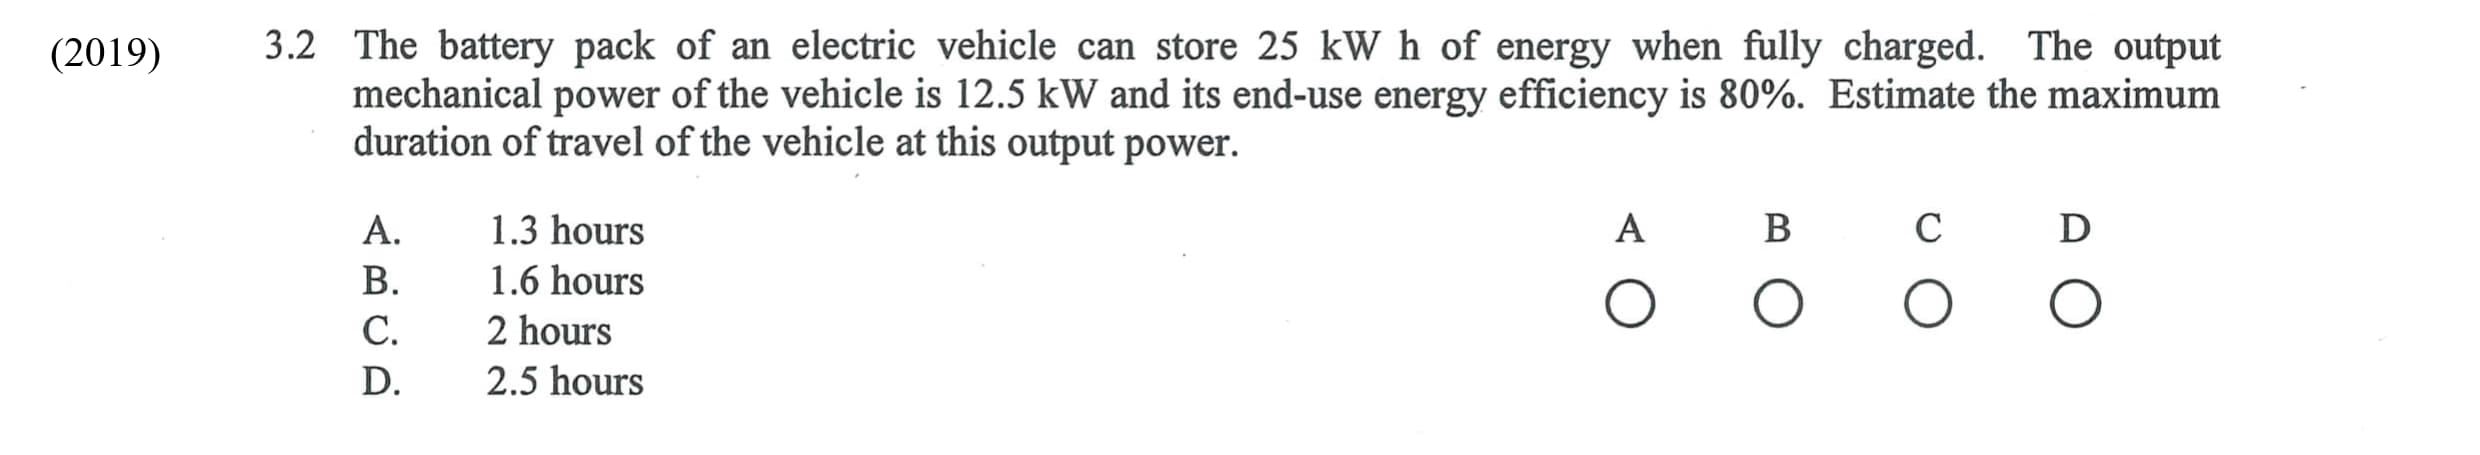 (2019) 3.2 The battery pack of an electric vehicle can store 25 kW h of energy when fully charged. The output
mechanical power of the vehicle is 12.5 kW and its end-use energy efficiency is 80%. Estimate the maximum
duration of travel of the vehicle at this output power.
A. 1.3 hours A B C D
B. 1.6 hours
C. 2 hours
D. 2.5 hours